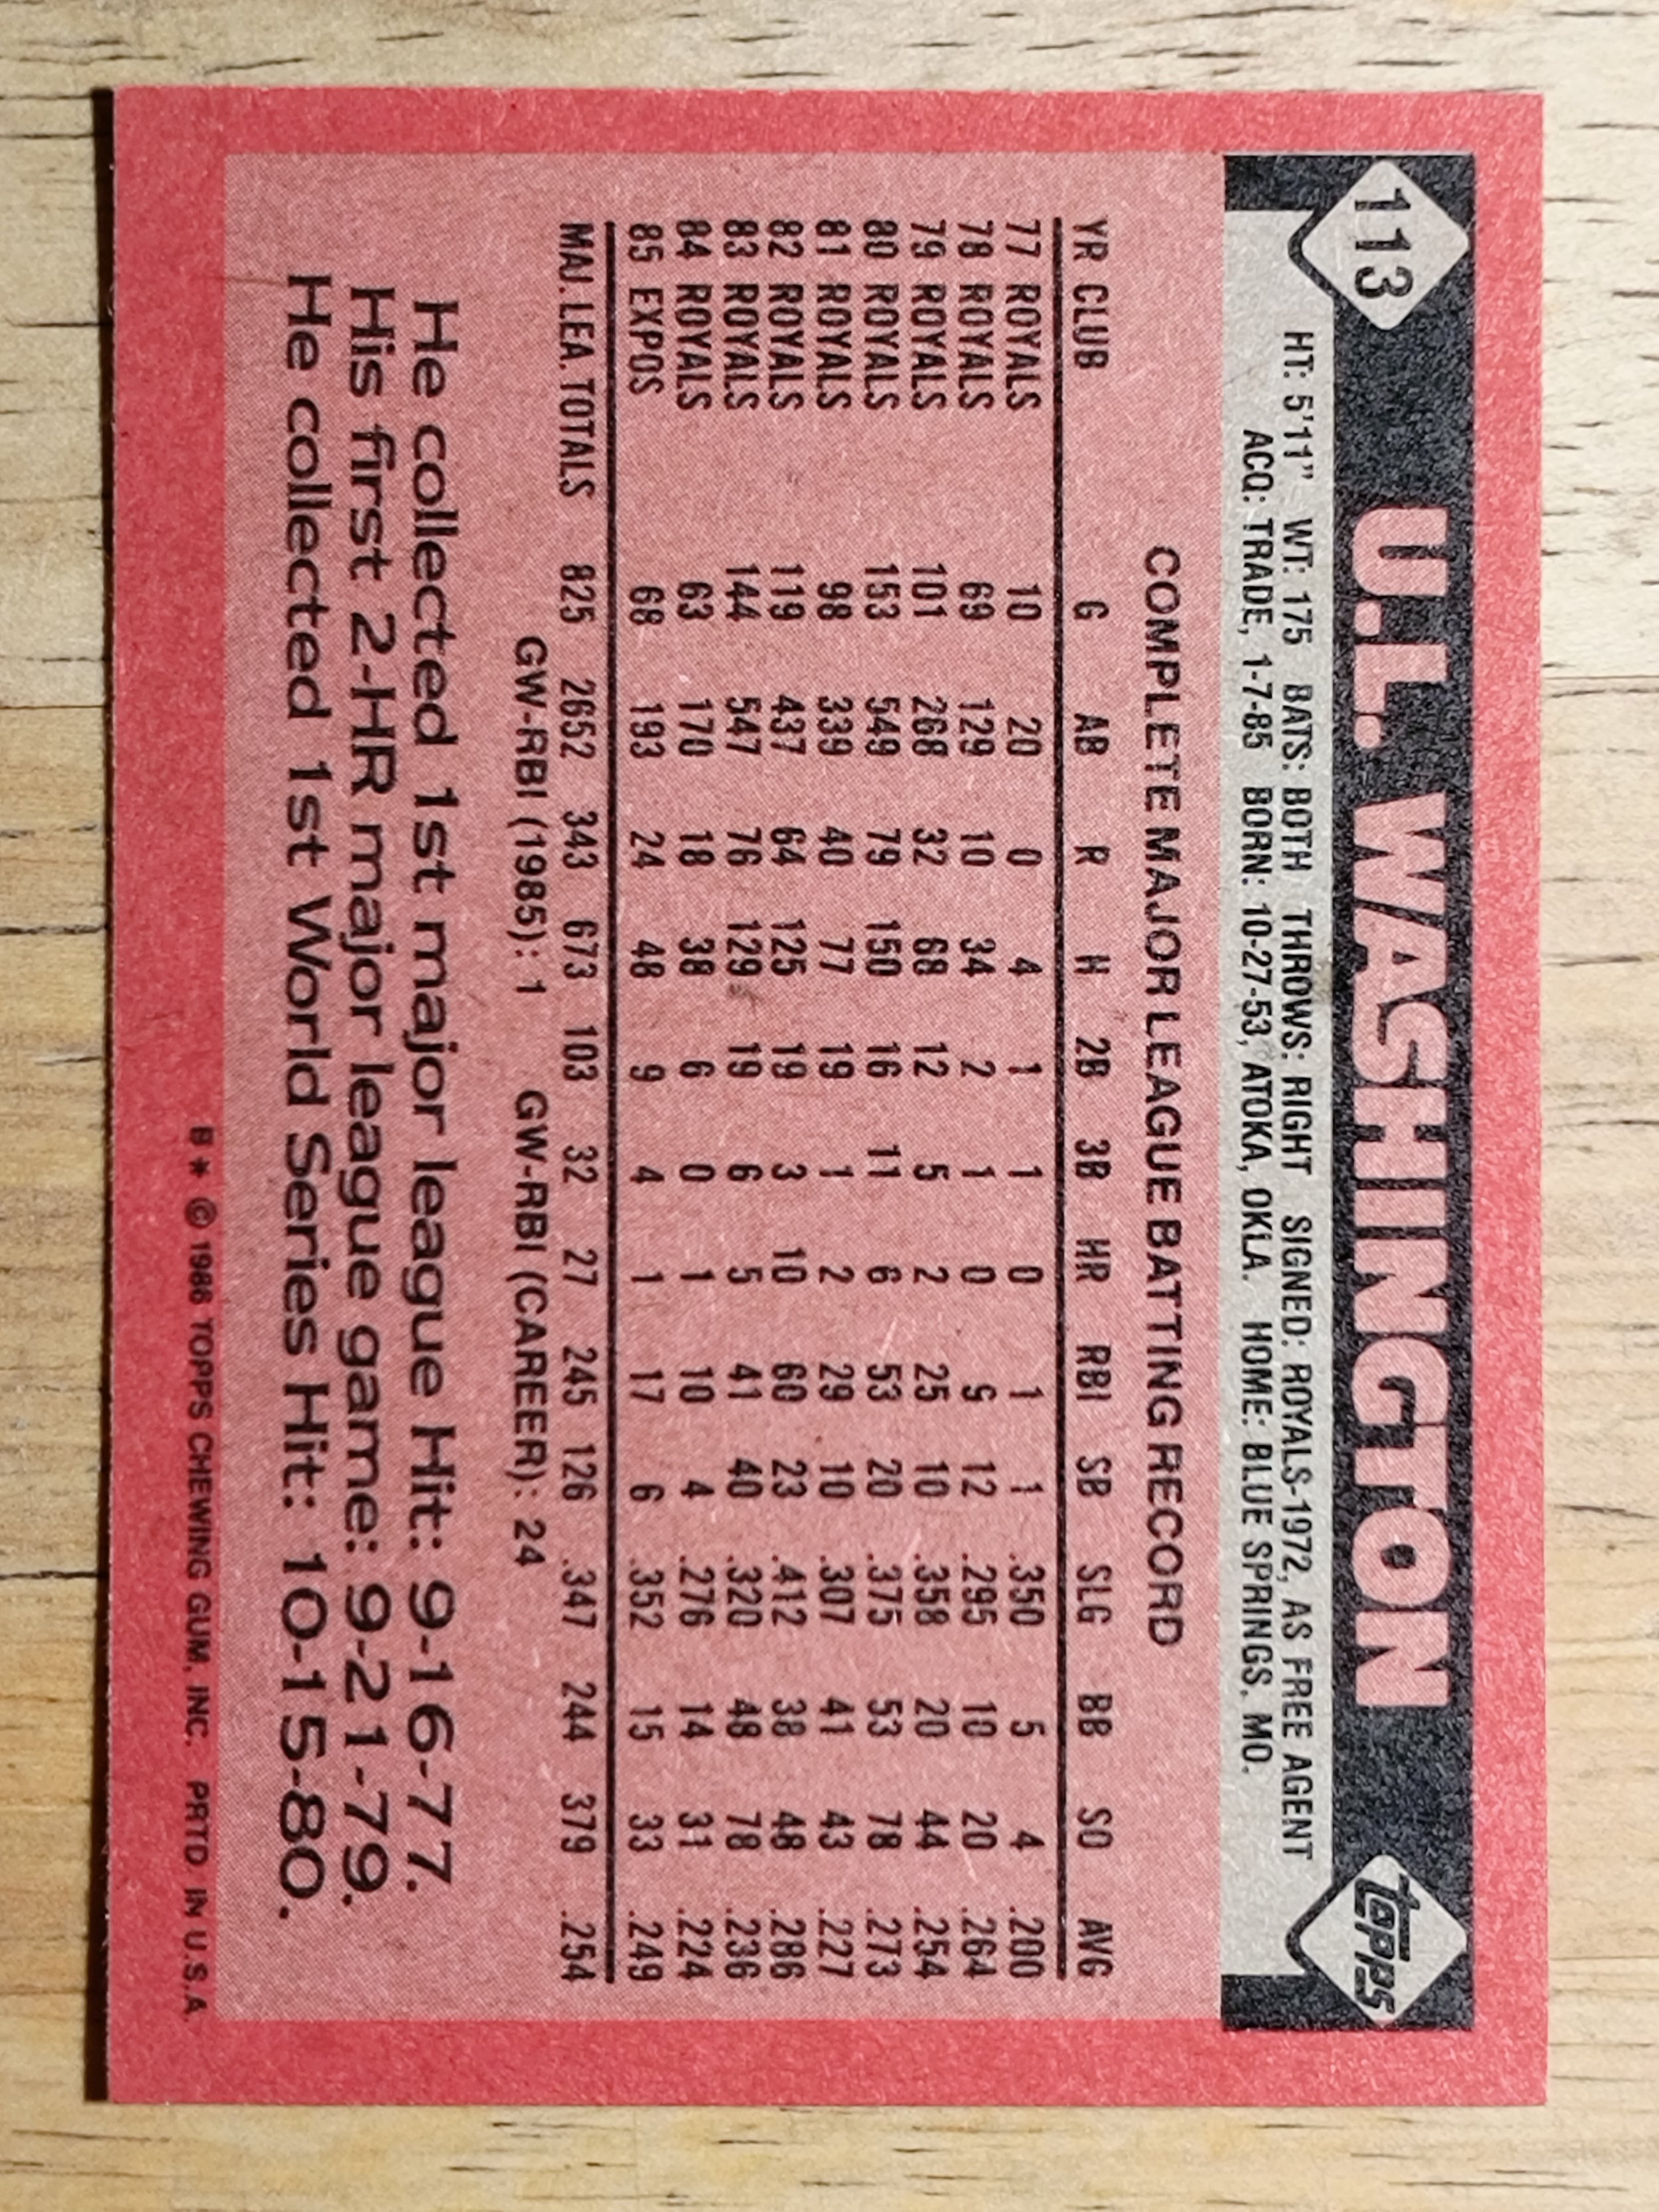 113 U.L. WASHINGTON topps
HT: 5'11" WT: 175 BATS: BOTH THROWS: RIGHT SIGNED: ROYALS-1972, AS FREE AGENT
ACQ: TRADE, 1-7-85 BORN: 10-27-53, ATOKA, OKLA. HOME: BLUE SPRINGS, MO.
COMPLETE MAJOR LEAGUE BATTING RECORD
YR CLUB G AB R H 2B 3B HR RBI SB SLG BB SO AVG
77 ROYALS 10 20 0 4 1 1 0 1 1 .350 5 4 .200
78 ROYALS 69 129 10 34 2 1 0 9 12 .295 10 20 .264
79 ROYALS 101 268 32 68 12 5 2 25 10 .358 20 44 .254
80 ROYALS 153 549 79 150 16 11 6 53 20 .375 53 78 .273
81 ROYALS 98 339 40 77 19 1 2 29 10 .307 41 43 .227
82 ROYALS 119 437 64 125 19 3 10 60 23 .412 38 48 .286
83 ROYALS 144 547 76 129 19 6 5 41 40 .320 48 78 .236
84 ROYALS 63 170 18 38 6 0 1 10 4 .276 14 31 .224
85 EXPOS 68 193 24 48 9 4 1 17 6 .352 15 33 .249
MAJ. LEA. TOTALS 825 2652 343 673 103 32 27 245 126 .347 244 379 .254
GW-RBI (1985): 1 GW-RBI (CAREER): 24
He collected 1st major league Hit: 9-16-77.
His first 2-HR major league game: 9-21-79.
He collected 1st World Series Hit: 10-15-80.
B * © 1986 TOPPS CHEWING GUM, INC. PRTD IN U.S.A.